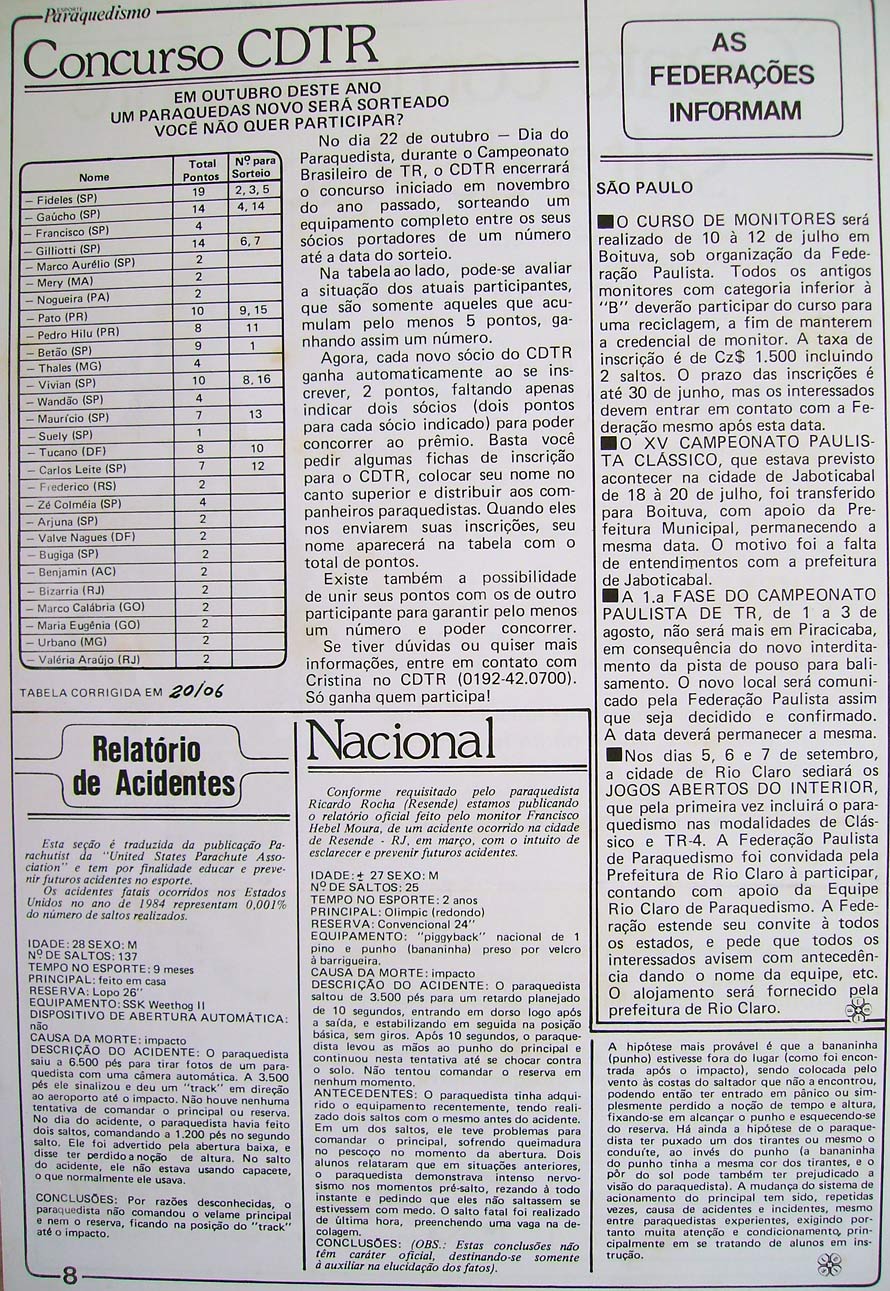 ESPORTE
Paraquedismo
Concurso CDTR
EM OUTUBRO DESTE ANO
UM PARAQUEDAS NOVO SERÁ SORTEADO
VOCÊ NÃO QUER PARTICIPAR?
Nome Total Pontos Nº para Sorteio
— Fideles (SP) 19 2, 3, 5
— Gaúcho (SP) 14 4, 14
— Francisco (SP) 4
— Gilliotti (SP) 14 6, 7
— Marco Aurélio (SP) 2
— Mery (MA) 2
— Nogueira (PA) 2
— Pato (PR) 10 9, 15
— Pedro Hilu (PR) 8 11
— Betão (SP) 9 1
— Thales (MG) 4
— Vivian (SP) 10 8, 16
— Wandão (SP) 4
— Maurício (SP) 7 13
— Suely (SP) 1
— Tucano (DF) 8 10
— Carlos Leite (SP) 7 12
— Frederico (RS) 2
— Zé Colméia (SP) 4
— Arjuna (SP) 2
— Valve Nagues (DF) 2
— Bugiga (SP) 2
— Benjamin (AC) 2
— Bizarria (RJ) 2
— Marco Calábria (GO) 2
— Maria Eugênia (GO) 2
— Urbano (MG) 2
— Valéria Araújo (RJ) 2
TABELA CORRIGIDA EM 20/06
No dia 22 de outubro — Dia do
Paraquedista, durante o Campeonato
Brasileiro de TR, o CDTR encerrará
o concurso iniciado em novembro
do ano passado, sorteando um
equipamento completo entre os seus
sócios portadores de um número
até a data do sorteio.
Na tabela ao lado, pode-se avaliar
a situação dos atuais participantes,
que são somente aqueles que acu-
mulam pelo menos 5 pontos, ga-
nhando assim um número.
Agora, cada novo sócio do CDTR
ganha automaticamente ao se ins-
crever, 2 pontos, faltando apenas
indicar dois sócios (dois pontos
para cada sócio indicado) para poder
concorrer ao prêmio. Basta você
pedir algumas fichas de inscrição
para o CDTR, colocar seu nome no
canto superior e distribuir aos com-
panheiros paraquedistas. Quando eles
nos enviarem suas inscrições, seu
nome aparecerá na tabela com o
total de pontos.
Existe também a possibilidade
de unir seus pontos com os de outro
participante para garantir pelo menos
um número e poder concorrer.
Se tiver dúvidas ou quiser mais
informações, entre em contato com
Cristina no CDTR (0192-42.0700).
Só ganha quem participa!
AS
FEDERAÇÕES
INFORMAM
SÃO PAULO
■O CURSO DE MONITORES será
realizado de 10 à 12 de julho em
Boituva, sob organização da Fede-
ração Paulista. Todos os antigos
monitores com categoria inferior à
"B" deverão participar do curso para
uma reciclagem, a fim de manterem
a credencial de monitor. A taxa de
inscrição é de Cz$ 1.500 incluindo
2 saltos. O prazo das inscrições é
até 30 de junho, mas os interessados
devem entrar em contato com a Fe-
deração mesmo após esta data.
■O XV CAMPEONATO PAULIS-
TA CLÁSSICO, que estava previsto
acontecer na cidade de Jaboticabal
de 18 à 20 de julho, foi transferido
para Boituva, com apoio da Pre-
feitura Municipal, permanecendo a
mesma data. O motivo foi a falta
de entendimentos com a prefeitura
de Jaboticabal.
■A 1.a FASE DO CAMPEONATO
PAULISTA DE TR, de 1 a 3 de
agosto, não será mais em Piracicaba,
em consequência do novo interdita-
mento da pista de pouso para bali-
samento. O novo local será comuni-
cado pela Federação Paulista assim
que seja decidido e confirmado.
A data deverá permanecer a mesma.
■Nos dias 5, 6 e 7 de setembro,
a cidade de Rio Claro sediará os
JOGOS ABERTOS DO INTERIOR,
que pela primeira vez incluirá o para-
quedismo nas modalidades de Clás-
sico e TR-4. A Federação Paulista
de Paraquedismo foi convidada pela
Prefeitura de Rio Claro à participar,
contando com apoio da Equipe
Rio Claro de Paraquedismo. A Fede-
ração estende seu convite à todos
os estados, e pede que todos os
interessados avisem com antecedên-
cia dando o nome da equipe, etc.
O alojamento será fornecido pela
prefeitura de Rio Claro.
Relatório
de Acidentes
Esta seção é traduzida da publicação Pa-
rachutist da "United States Parachute Asso-
ciation" e tem por finalidade educar e preve-
nir futuros acidentes no esporte.
Os acidentes fatais ocorridos nos Estados
Unidos no ano de 1984 representam 0,001%
do número de saltos realizados.
IDADE: 28 SEXO: M
Nº DE SALTOS: 137
TEMPO NO ESPORTE: 9 meses
PRINCIPAL: feito em casa
RESERVA: Lopo 26"
EQUIPAMENTO: SSK Weethog II
DISPOSITIVO DE ABERTURA AUTOMÁTICA:
não
CAUSA DA MORTE: impacto
DESCRIÇÃO DO ACIDENTE: O paraquedista
saiu a 6.500 pés para tirar fotos de um para-
quedista com uma câmera automática. A 3.500
pés ele sinalizou e deu um "track" em direção
ao aeroporto até o impacto. Não houve nenhuma
tentativa de comandar o principal ou reserva.
No dia do acidente, o paraquedista havia feito
dois saltos, comandando a 1.200 pés no segundo
salto. Ele foi advertido pela abertura baixa, e
disse ter perdido a noção de altura. No salto
do acidente, ele não estava usando capacete,
o que normalmente ele usava.
CONCLUSÕES: Por razões desconhecidas, o
paraquedista não comandou o velame principal
e nem o reserva, ficando na posição do "track"
até o impacto.
Nacional
Conforme requisitado pelo paraquedista
Ricardo Rocha (Resende) estamos publicando
o relatório oficial feito pelo monitor Francisco
Hebel Moura, de um acidente ocorrido na cidade
de Resende - RJ, em março, com o intuito de
esclarecer e prevenir futuros acidentes.
IDADE: ± 27 SEXO: M
Nº DE SALTOS: 25
TEMPO NO ESPORTE: 2 anos
PRINCIPAL: Olimpic (redondo)
RESERVA: Convencional 24"
EQUIPAMENTO: "piggyback" nacional de 1
pino e punho (bananinha) preso por velcro
à barrigueira.
CAUSA DA MORTE: impacto
DESCRIÇÃO DO ACIDENTE: O paraquedista
saltou de 3.500 pés para um retardo planejado
de 10 segundos, entrando em dorso logo após
a saída, e estabilizando em seguida na posição
básica, sem giros. Após 10 segundos, o paraque-
dista levou as mãos ao punho do principal e
continuou nesta tentativa até se chocar contra
o solo. Não tentou comandar o reserva em
nenhum momento.
ANTECEDENTES: O paraquedista tinha adqui-
rido o equipamento recentemente, tendo reali-
zado dois saltos com o mesmo antes do acidente.
Em um dos saltos, ele teve problemas para
comandar o principal, sofrendo queimadura
no pescoço no momento da abertura. Dois
alunos relataram que em situações anteriores,
o paraquedista demonstrava intenso nervo-
sismo nos momentos pré-salto, rezando à todo
instante e pedindo que eles não saltassem se
estivessem com medo. O salto fatal foi realizado
de última hora, preenchendo uma vaga na de-
colagem.
CONCLUSÕES: (OBS.: Estas conclusões não
têm caráter oficial, destinando-se somente
à auxiliar na elucidação dos fatos).
A hipótese mais provável é que a bananinha
(punho) estivesse fora do lugar (como foi encon-
trada após o impacto), sendo colocada pelo
vento às costas do saltador que não a encontrou,
podendo então ter entrado em pânico ou sim-
plesmente perdido a noção de tempo e altura,
fixando-se em alcançar o punho e esquecendo-se
do reserva. Há ainda a hipótese do o paraque-
dista ter puxado um dos tirantes ou mesmo o
conduíte, ao invés do punho (a bananinha
do punho tinha a mesma cor dos tirantes, e o
pôr do sol pode também ter prejudicado a
visão do paraquedista). A mudança do sistema de
acionamento do principal tem sido, repetidas
vezes, causa de acidentes e incidentes, mesmo
entre paraquedistas experientes, exigindo por-
tanto muita atenção e condicionamento, prin-
cipalmente em se tratando de alunos em ins-
trução.
8